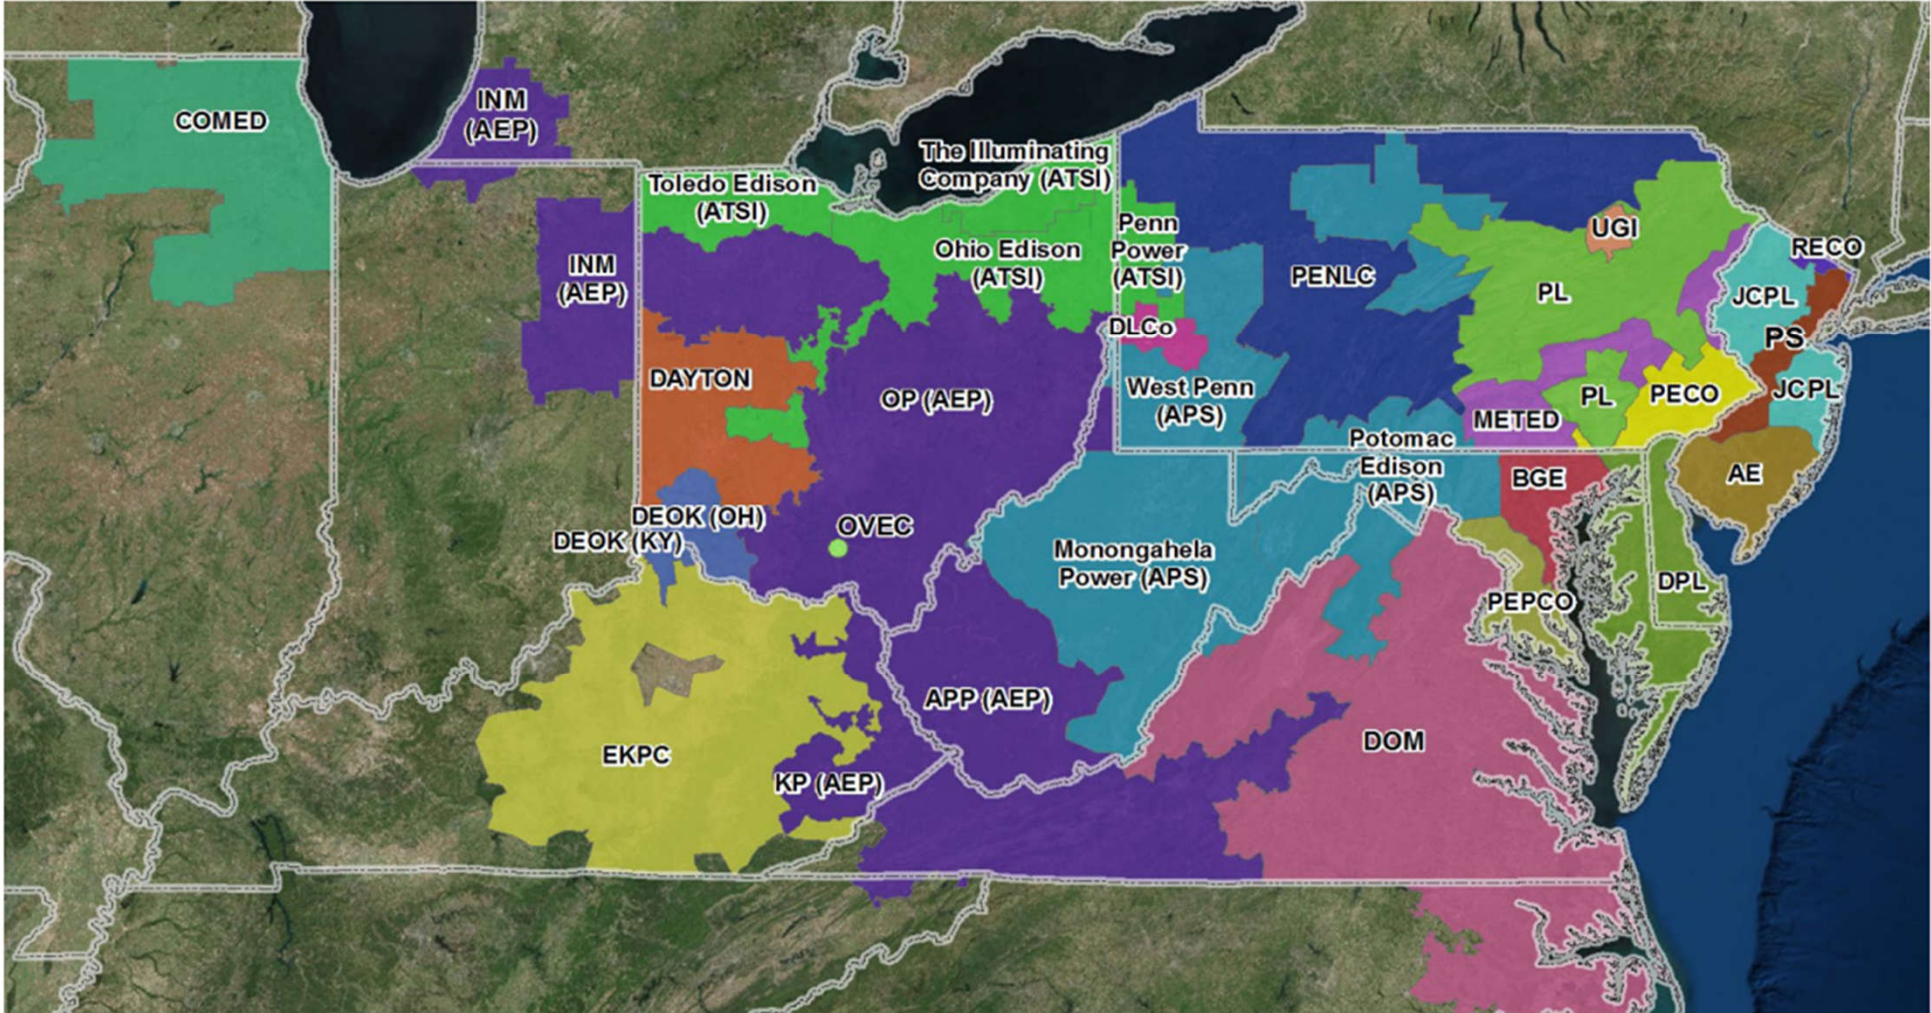 COMED
INM
(AEP)
The Illuminating
Company (ATSI)
Toledo Edison
(ATSI)
Penn
Power
(ATSI)
UGI
RECO
Ohio Edison
(ATSI)
INM
(AEP)
PENLC
PL
JCPL
DLCo
PS
DAYTON
OP (AEP)
West Penn
(APS)
METED
PL
PECO
JCPL
Potomac
Edison
(APS)
BGE
AE
DEOK (OH)
OVEC
DEOK (KY)
Monongahela
Power (APS)
PEPCO
DPL
APP (AEP)
EKPC
KP (AEP)
DOM